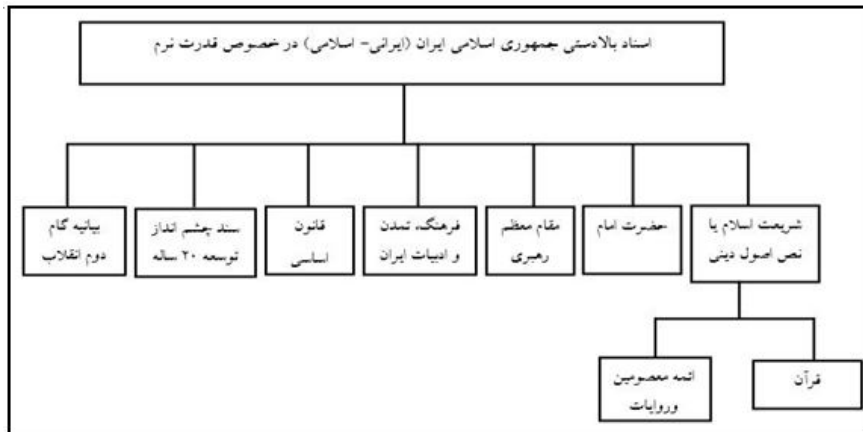 اسناد بالادستی جمهوری اسلامی ایران (ایرانی- اسلامی) در خصوص قدرت نرم
شریعت اسلام یا
نص اصول دینی
حضرت امام
مقام معظم
رهبری
فرهنگ، تمدن
و ادبیات ایران
قانون
اساسی
سند چشم انداز
توسعه ۲۰ ساله
بیانیه گام
دوم انقلاب
قرآن
ائمه معصومین
وروایات